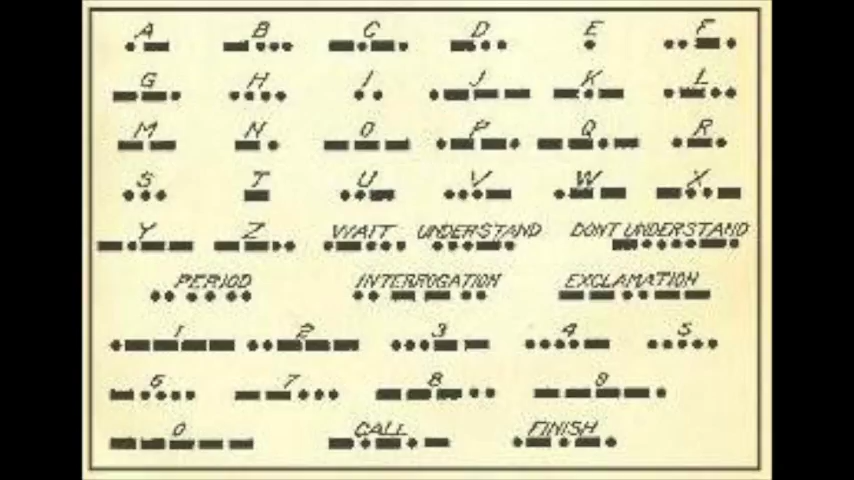 A B C D E F
G H I J K L
M N O P Q R
S T U V W X
Y Z WAIT UNDERSTAND DONT UNDERSTAND
PERIOD INTERROGATION EXCLAMATION
1 2 3 4 5
6 7 8 9
0 CALL FINISH